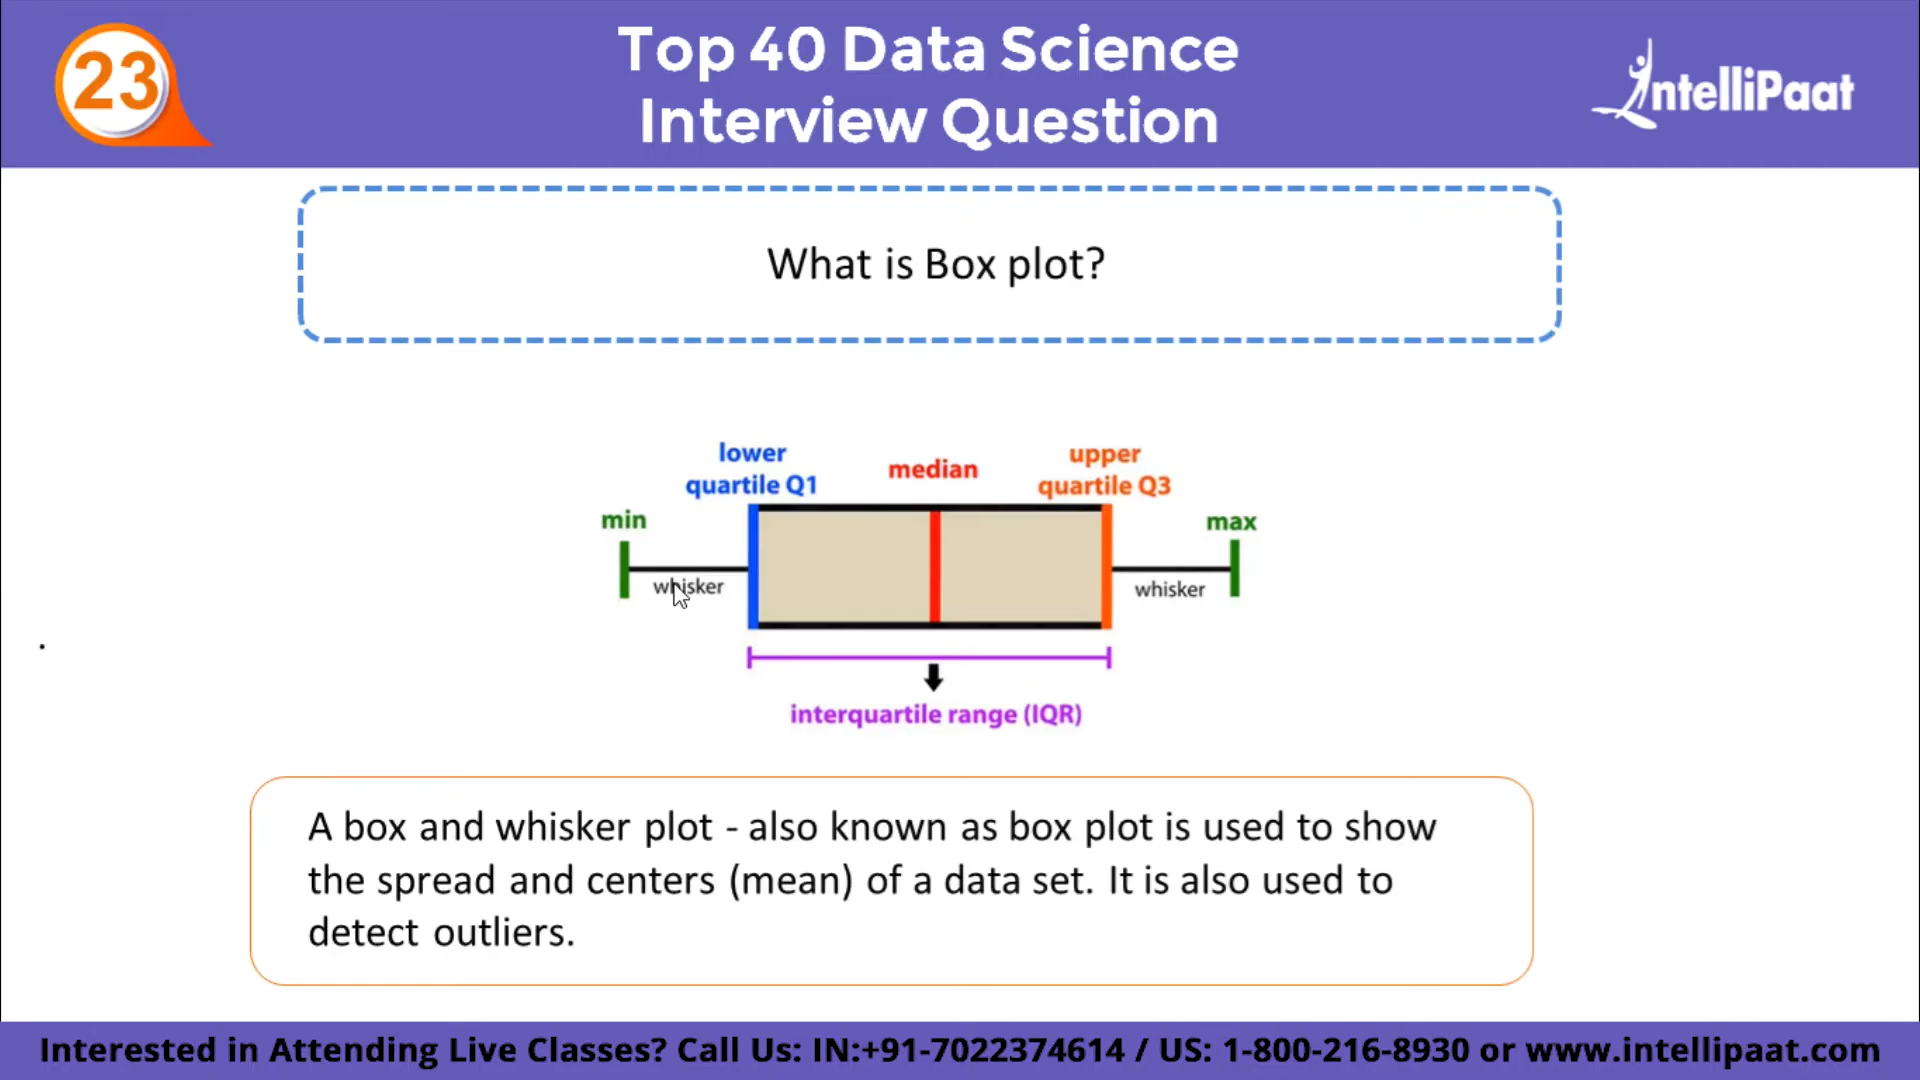 23
Top 40 Data Science
Interview Question
IntelliPaat
What is Box plot?
lower
quartile Q1
median
upper
quartile Q3
min
max
whisker
whisker
interquartile range (IQR)
A box and whisker plot - also known as box plot is used to show
the spread and centers (mean) of a data set. It is also used to
detect outliers.
Interested in Attending Live Classes? Call Us: IN:+91-7022374614 / US: 1-800-216-8930 or www.intellipaat.com